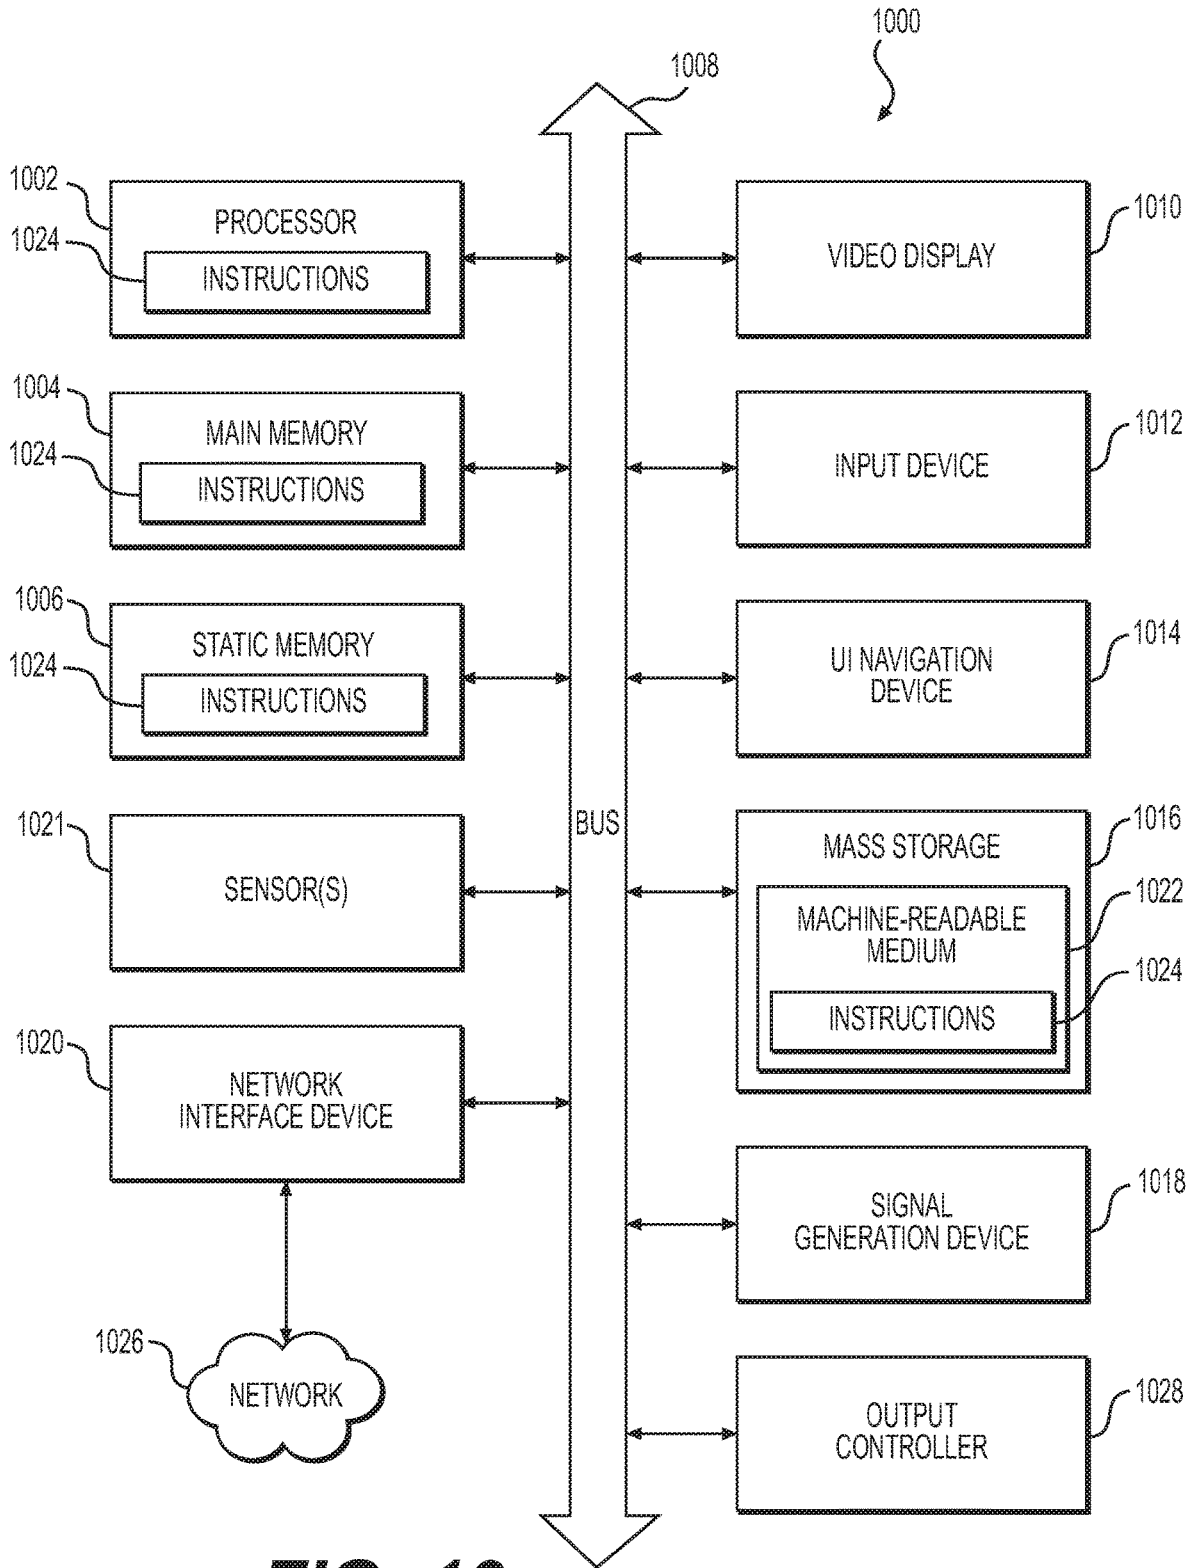 1000
1008
1002
PROCESSOR
1024
INSTRUCTIONS
1004
MAIN MEMORY
1024
INSTRUCTIONS
1006
STATIC MEMORY
1024
INSTRUCTIONS
1021
SENSOR(S)
1020
NETWORK
INTERFACE DEVICE
1026
NETWORK
BUS
VIDEO DISPLAY
1010
INPUT DEVICE
1012
UI NAVIGATION
DEVICE
1014
MASS STORAGE
1016
MACHINE-READABLE
MEDIUM
1022
INSTRUCTIONS
1024
SIGNAL
GENERATION DEVICE
1018
OUTPUT
CONTROLLER
1028